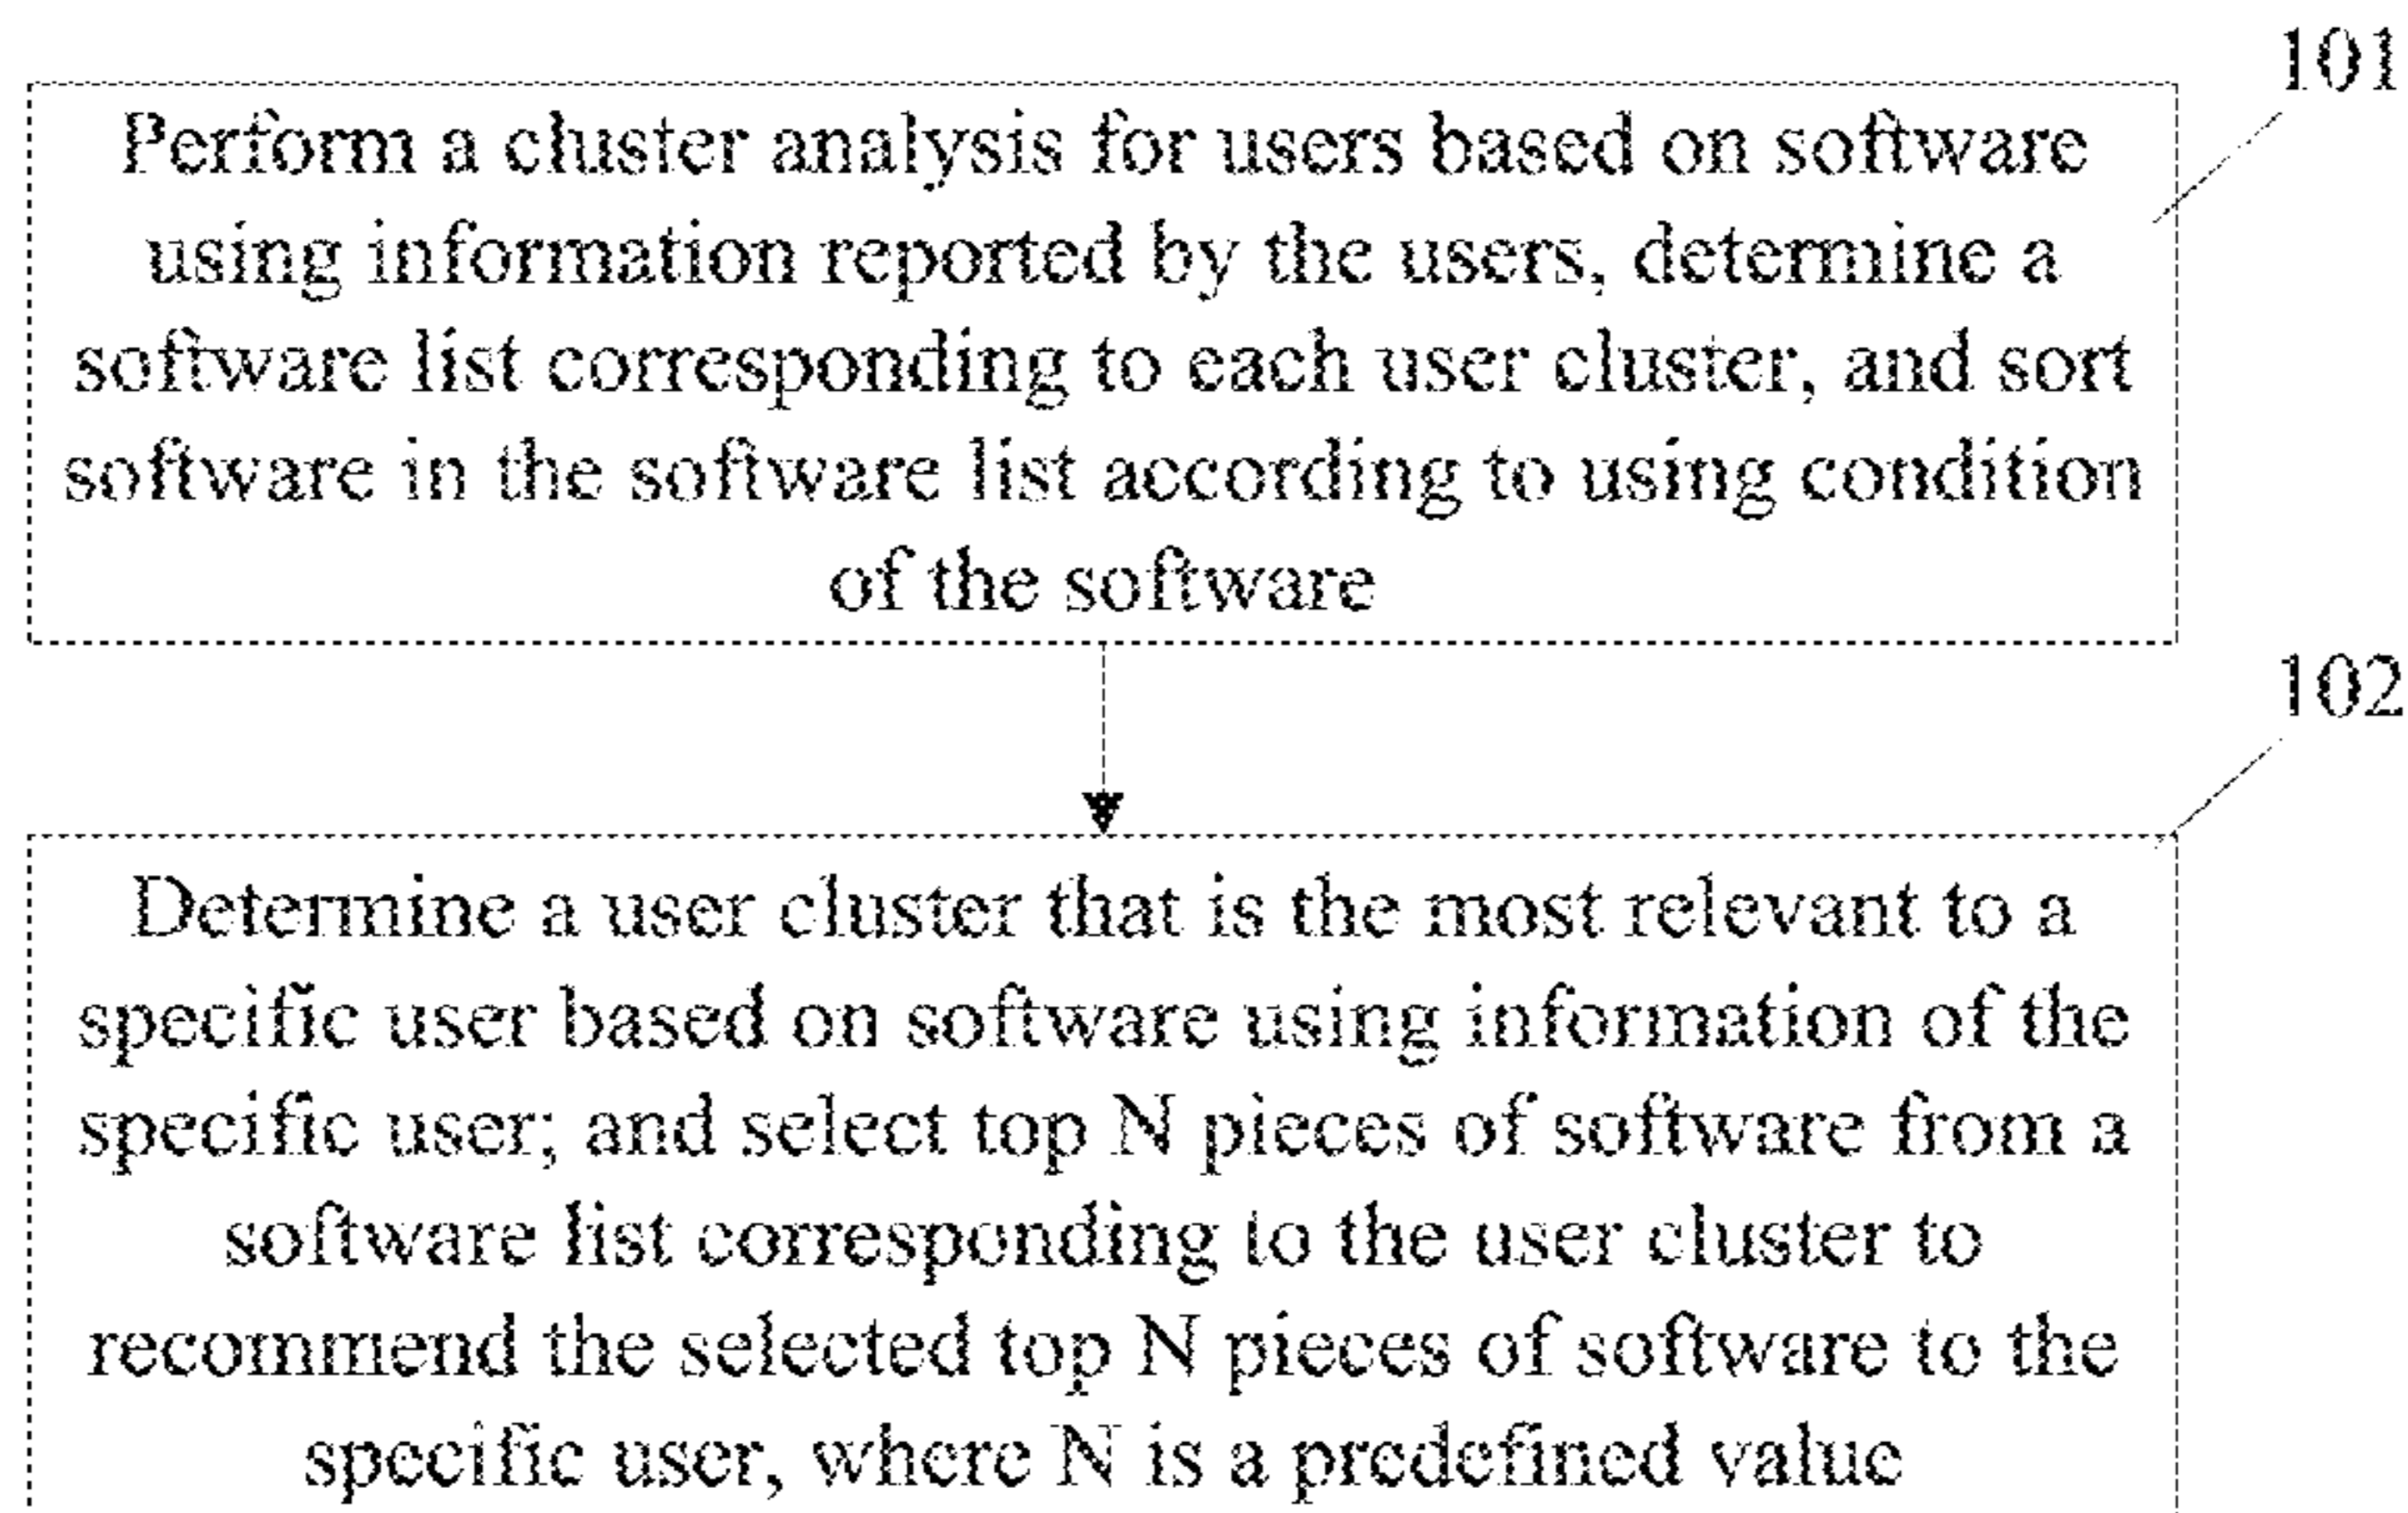 101
Perform a cluster analysis for users based on software
using information reported by the users, determine a
software list corresponding to each user cluster, and sort
software in the software list according to using condition
of the software
102
Determine a user cluster that is the most relevant to a
specific user based on software using information of the
specific user; and select top N pieces of software from a
software list corresponding to the user cluster to
recommend the selected top N pieces of software to the
specific user, where N is a predefined value